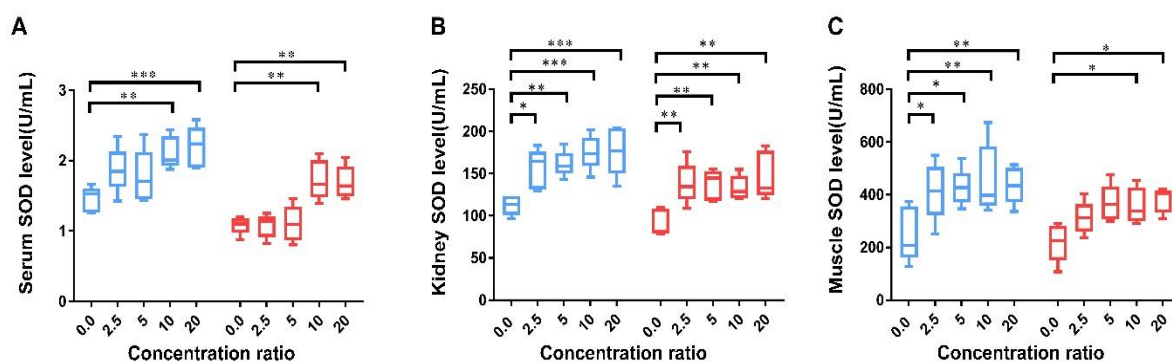 A
Serum SOD level(U/mL)
3
2
1
0
***
**
**
**
0.0 2.5 5 10 20 0.0 2.5 5 10 20
Concentration ratio
B
Kidney SOD level(U/mL)
250
200
150
100
50
0
***
***
**
*
**
**
**
**
0.0 2.5 5 10 20 0.0 2.5 5 10 20
Concentration ratio
C
Muscle SOD level(U/mL)
800
600
400
200
0
**
**
*
*
*
*
0.0 2.5 5 10 20 0.0 2.5 5 10 20
Concentration ratio